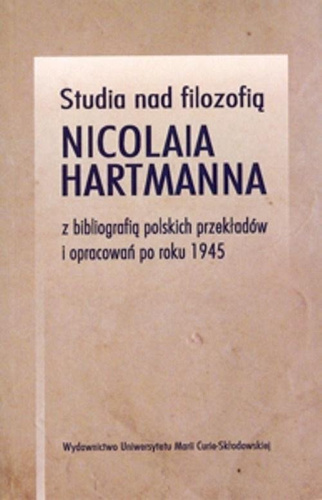 Studia nad filozofią
NICOLAIA
HARTMANNA
z bibliografią polskich przekładów
i opracowań po roku 1945
Wydawnictwo Uniwersytetu Marii Curie-Skłodowskiej